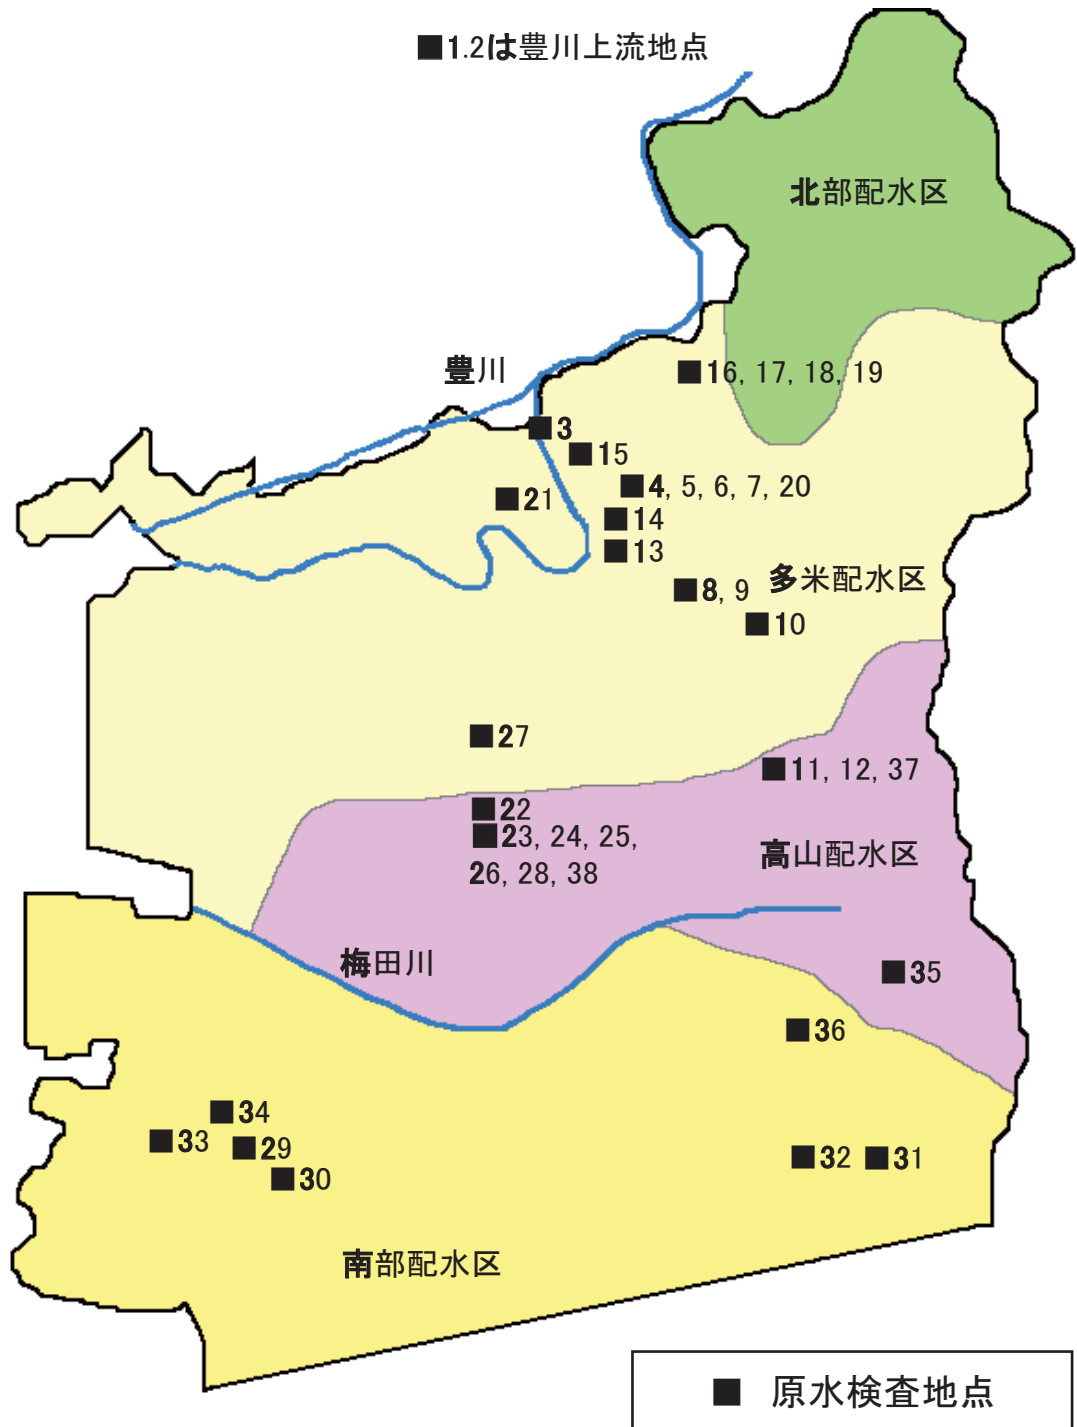 ■1.2は豊川上流地点
北部配水区
豊川
■16, 17, 18, 19
■3
■15
■4, 5, 6, 7, 20
■21
■14
■13
多米配水区
■8, 9
■10
■27
■11, 12, 37
■22
■23, 24, 25,
26, 28, 38
高山配水区
梅田川
■35
■36
■34
■33
■29
■30
■32
■31
南部配水区
■ 原水検査地点